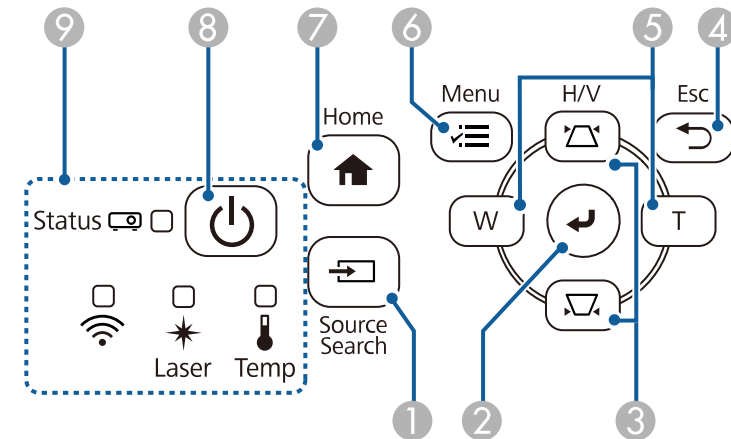 9 8 7 6 5 4
Menu H/V Esc
Home
Status
W T
Source
Search
Laser Temp
1 2 3